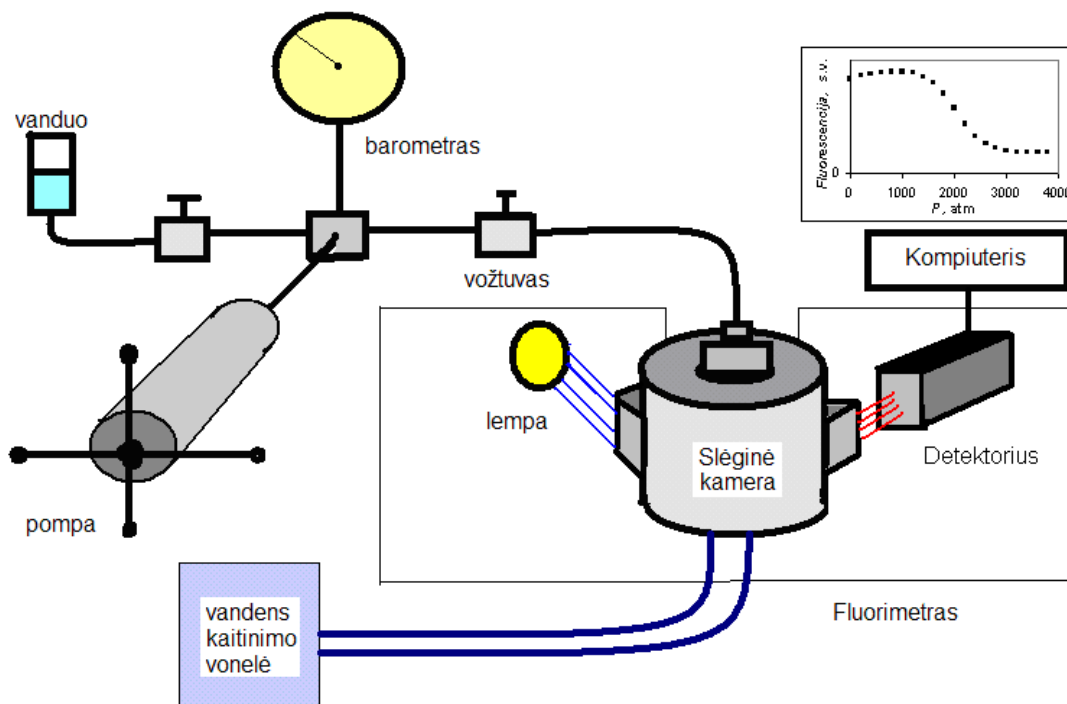 vanduo
barometras
vožtuvas
pompa
lempa
Slėginė
kamera
Detektorius
Kompiuteris
Fluorimetras
vandens
kaitinimo
vonelė
Fluorescencija, s.v.
0
0 1000 2000 3000 4000
P, atm